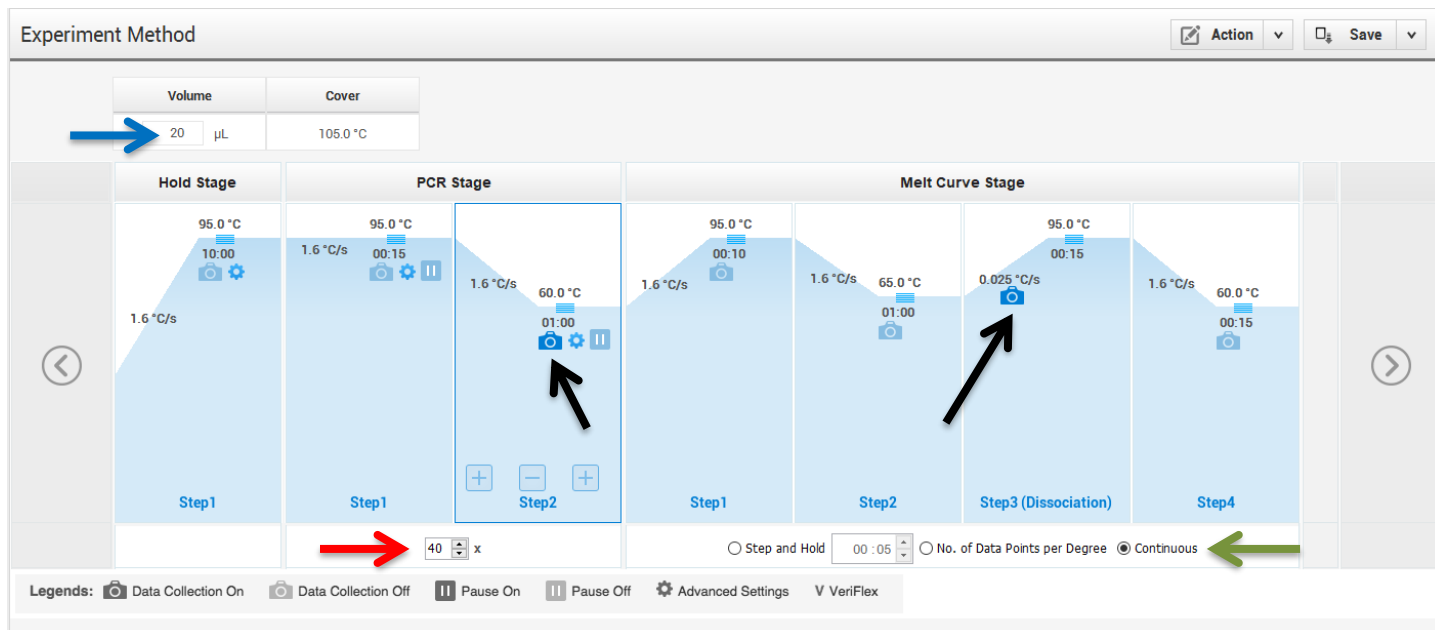 Experiment Method
Action
Save
Volume Cover
20 µL 105.0 °C
Hold Stage PCR Stage Melt Curve Stage
95.0 °C
10:00
1.6 °C/s
Step1
95.0 °C
1.6 °C/s 00:15
Step1
1.6 °C/s
60.0 °C
01:00
Step2
95.0 °C
00:10
1.6 °C/s
Step1
1.6 °C/s
65.0 °C
01:00
Step2
95.0 °C
00:15
0.025 °C/s
Step3 (Dissociation)
1.6 °C/s
60.0 °C
00:15
Step4
40 x
Step and Hold 00 : 05 No. of Data Points per Degree Continuous
Legends: Data Collection On Data Collection Off Pause On Pause Off Advanced Settings V VeriFlex